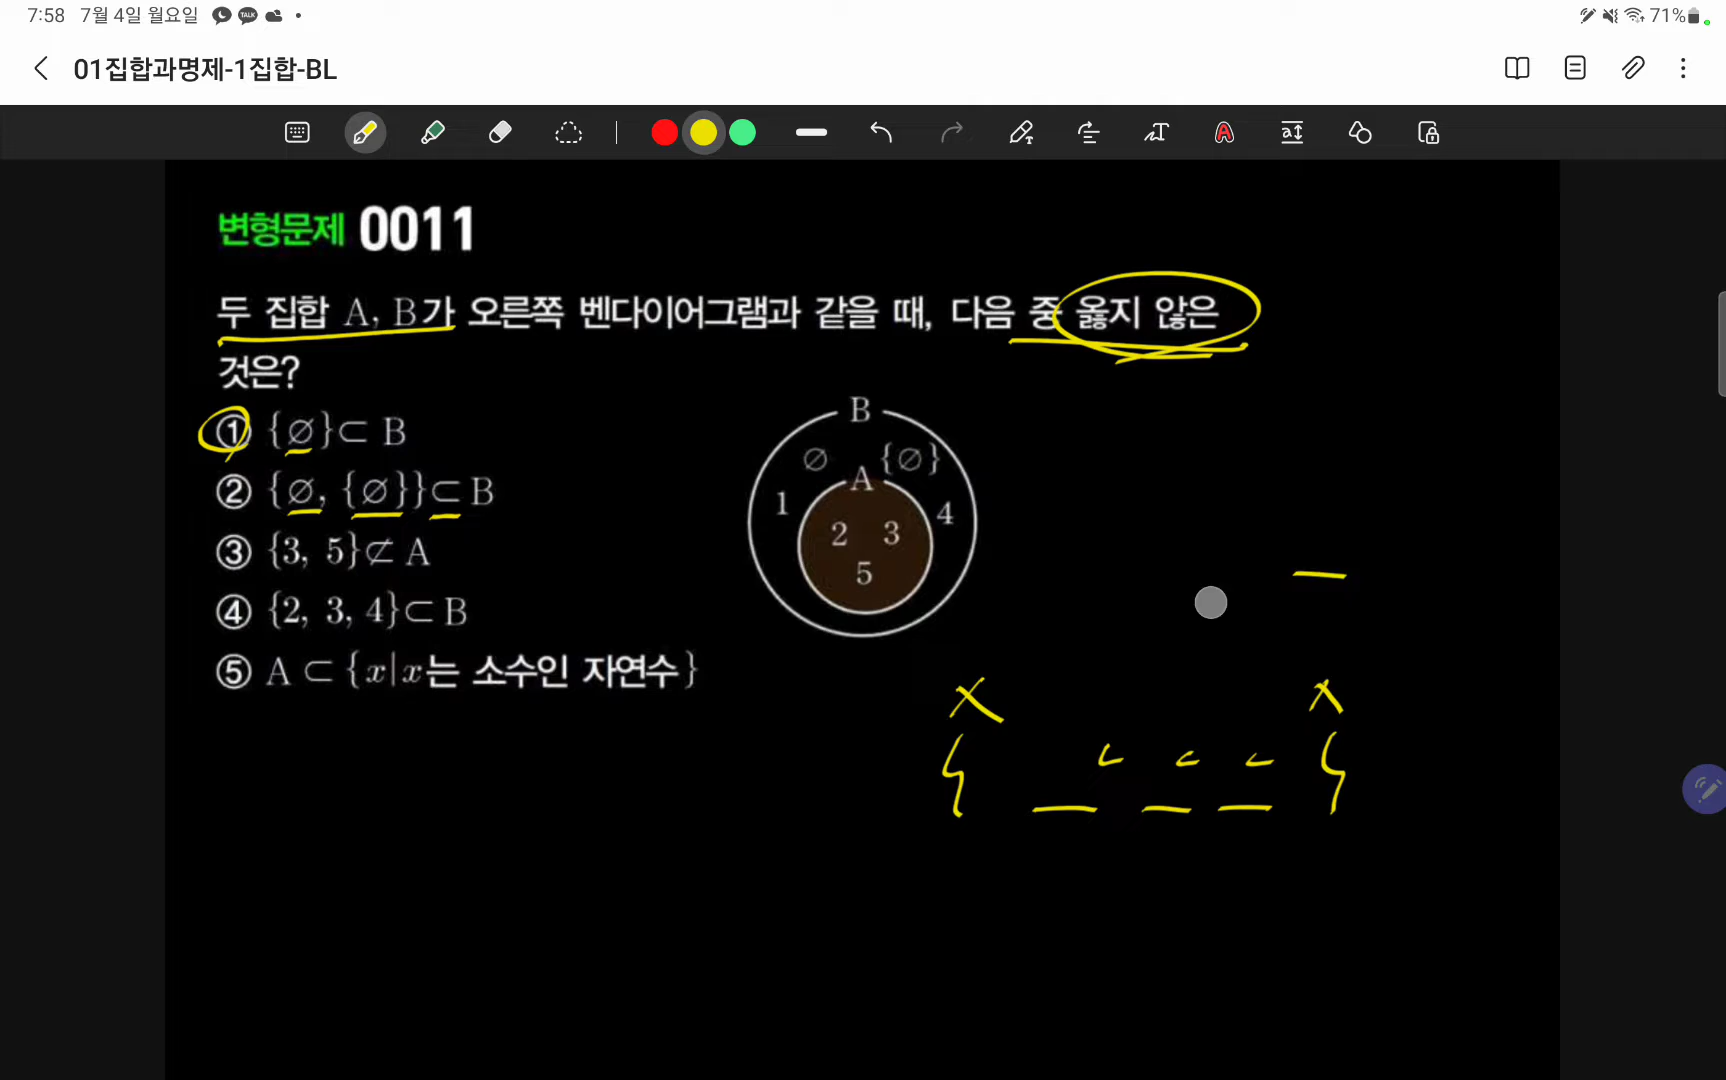 7:58 7월 4일 월요일 TALK 71%
01집합과명제-1집합-BL
변형문제 0011
두 집합 A, B가 오른쪽 벤다이어그램과 같을 때, 다음 중 옳지 않은
것은?
① {∅}⊂ B
② {∅, {∅}}⊂ B
③ {3, 5}⊄ A
④ {2, 3, 4}⊂ B
⑤ A ⊂ {x|x는 소수인 자연수}
B
∅ {∅}
A
1 4
2 3
5